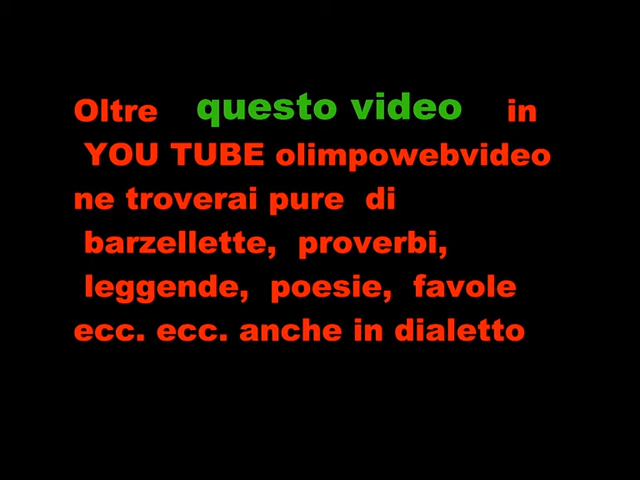 Oltre questo video in
YOU TUBE olimpowebvideo
ne troverai pure di
barzellette, proverbi,
leggende, poesie, favole
ecc. ecc. anche in dialetto